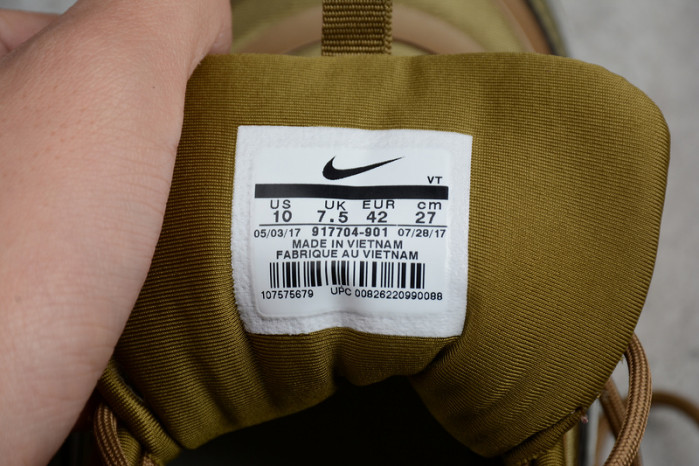 VT
US UK EUR cm
10 7.5 42 27
05/03/17 917704-901 07/28/17
MADE IN VIETNAM
FABRIQUE AU VIETNAM
107575679 UPC 00826220990088